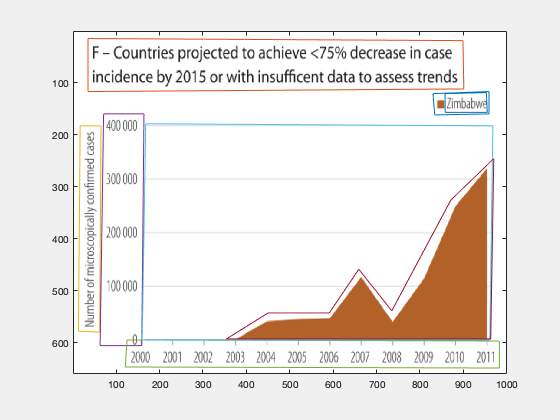 F – Countries projected to achieve <75% decrease in case
incidence by 2015 or with insufficent data to assess trends
Zimbabwe
Number of microscopically confirmed cases
400 000
300 000
200 000
100 000
0
2000 2001 2002 2003 2004 2005 2006 2007 2008 2009 2010 2011
100
200
300
400
500
600
100 200 300 400 500 600 700 800 900 1000